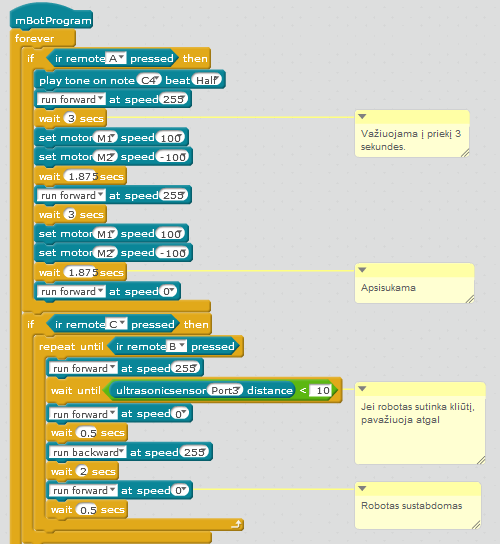 mBotProgram
forever
if ir remote A pressed then
play tone on note C4 beat Half
run forward at speed 255
wait 3 secs
Važiuojama į priekį 3
sekundes.
set motor M1 speed 100
set motor M2 speed -100
wait 1.875 secs
run forward at speed 255
wait 3 secs
set motor M1 speed 100
set motor M2 speed -100
wait 1.875 secs
Apsisukama
run forward at speed 0
if ir remote C pressed then
repeat until ir remote B pressed
run forward at speed 255
wait until ultrasonicsensor Port3 distance < 10
Jei robotas sutinka kliūtį,
pavažiuoja atgal
run forward at speed 0
wait 0.5 secs
run backward at speed 255
wait 2 secs
run forward at speed 0
Robotas sustabdomas
wait 0.5 secs